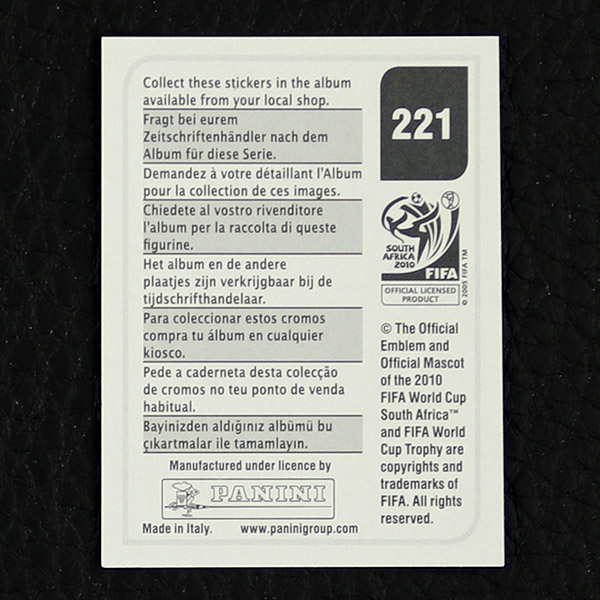 Collect these stickers in the album
available from your local shop.
Fragt bei eurem
Zeitschriftenhändler nach dem
Album für diese Serie.
Demandez à votre détaillant l'Album
pour la collection de ces images.
Chiedete al vostro rivenditore
l'album per la raccolta di queste
figurine.
Het album en de andere
plaatjes zijn verkrijgbaar bij de
tijdschrifthandelaar.
Para coleccionar estos cromos
compra tu álbum en cualquier
kiosco.
Pede a caderneta desta colecção
de cromos no teu ponto de venda
habitual.
Bayinizden aldığınız albümü bu
çıkartmalar ile tamamlayın.
Manufactured under licence by
PANINI
Made in Italy. www.paninigroup.com
221
SOUTH
AFRICA
2010
FIFA
OFFICIAL LICENSED
PRODUCT
© 2005 FIFA TM
© The Official
Emblem and
Official Mascot
of the 2010
FIFA World Cup
South Africa™
and FIFA World
Cup Trophy are
copyrights and
trademarks of
FIFA. All rights
reserved.